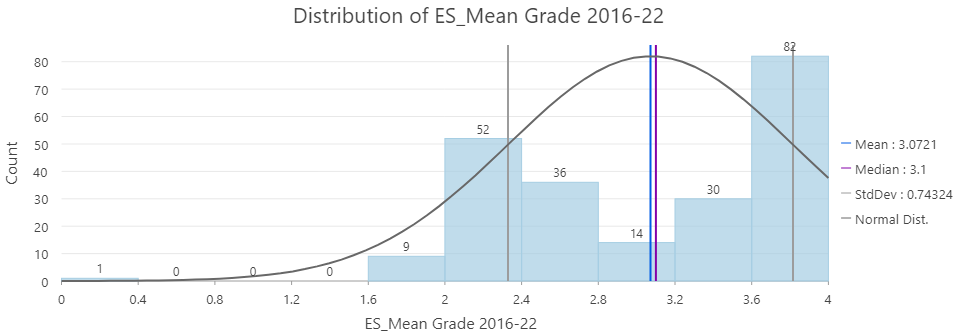 Distribution of ES_Mean Grade 2016-22
Count
80
70
60
50
40
30
20
10
0
1
0
0
0
9
52
36
14
30
82
0 0.4 0.8 1.2 1.6 2 2.4 2.8 3.2 3.6 4
ES_Mean Grade 2016-22
Mean : 3.0721
Median : 3.1
StdDev : 0.74324
Normal Dist.